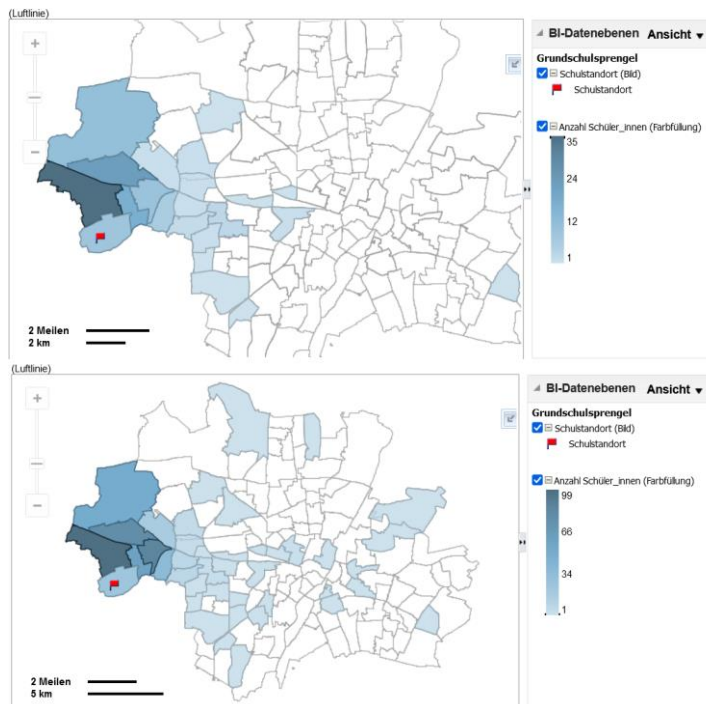 (Luftlinie)
BI-Datenebenen Ansicht
Grundschulsprengel
Schulstandort (Bild)
Schulstandort
Anzahl Schüler_innen (Farbfüllung)
35
24
12
1
2 Meilen
2 km
(Luftlinie)
BI-Datenebenen Ansicht
Grundschulsprengel
Schulstandort (Bild)
Schulstandort
Anzahl Schüler_innen (Farbfüllung)
99
66
34
1
2 Meilen
5 km